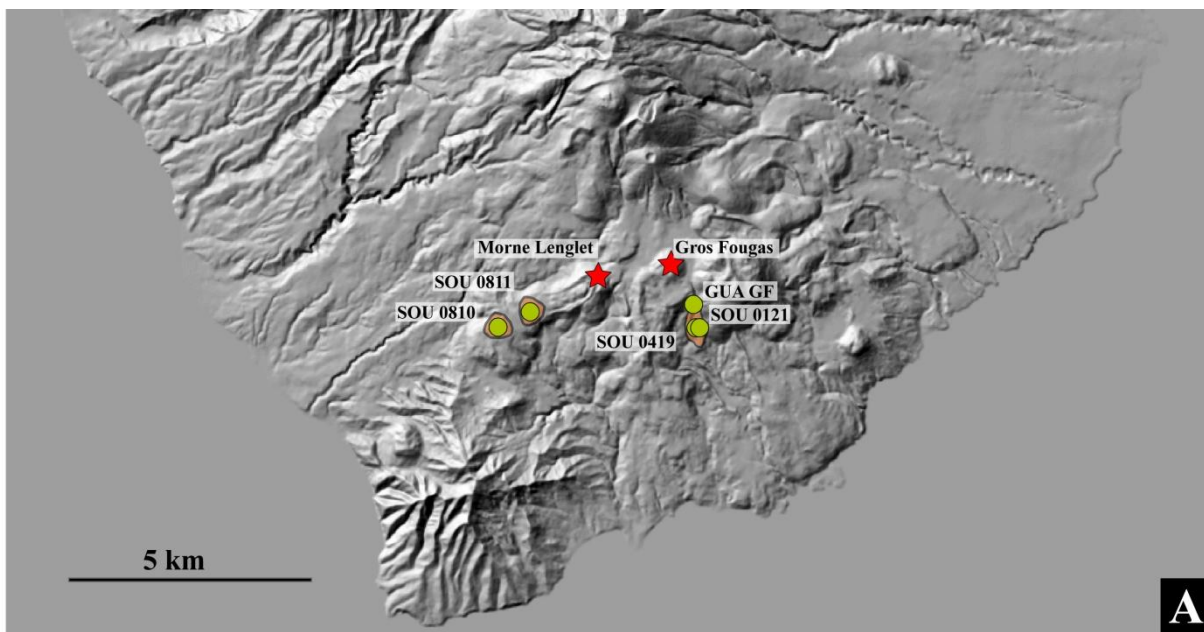 Morne Lenglet
Gros Fougas
SOU 0811
GUA GF
SOU 0810
SOU 0121
SOU 0419
5 km
A